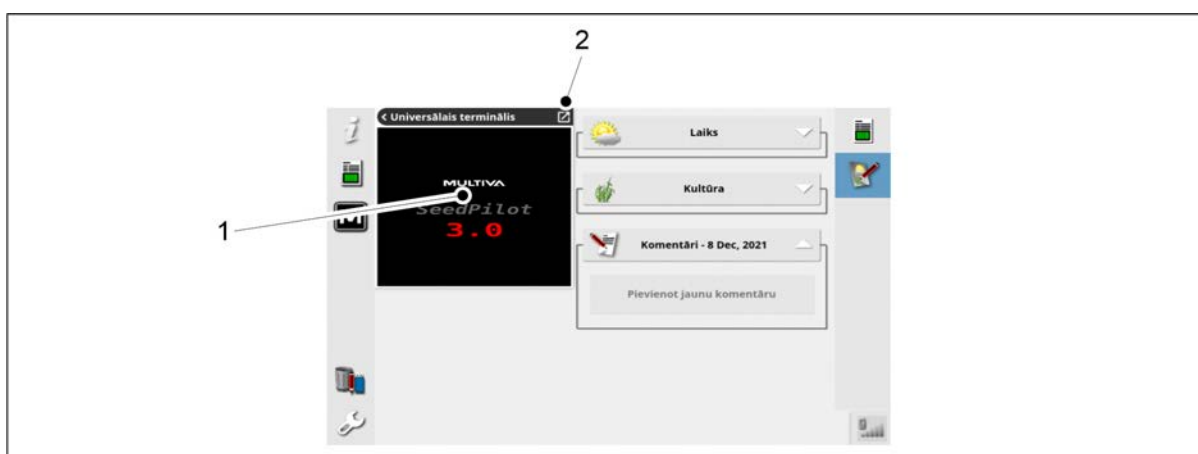 2
< Universālais terminālis
Laiks
MULTIVA
SeedPilot
3.0
Kultūra
1
Komentāri - 8 Dec, 2021
Pievienot jaunu komentāru